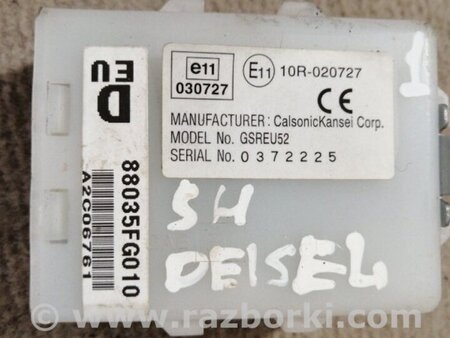 e11
030727
E11 10R-020727
CE
MANUFACTURER: CalsonicKansei Corp.
MODEL No. GSREU52
SERIAL No. 0372225
D
EU
88035FG010
A2C06761
1
SH
DEISEL
www.razborki.com